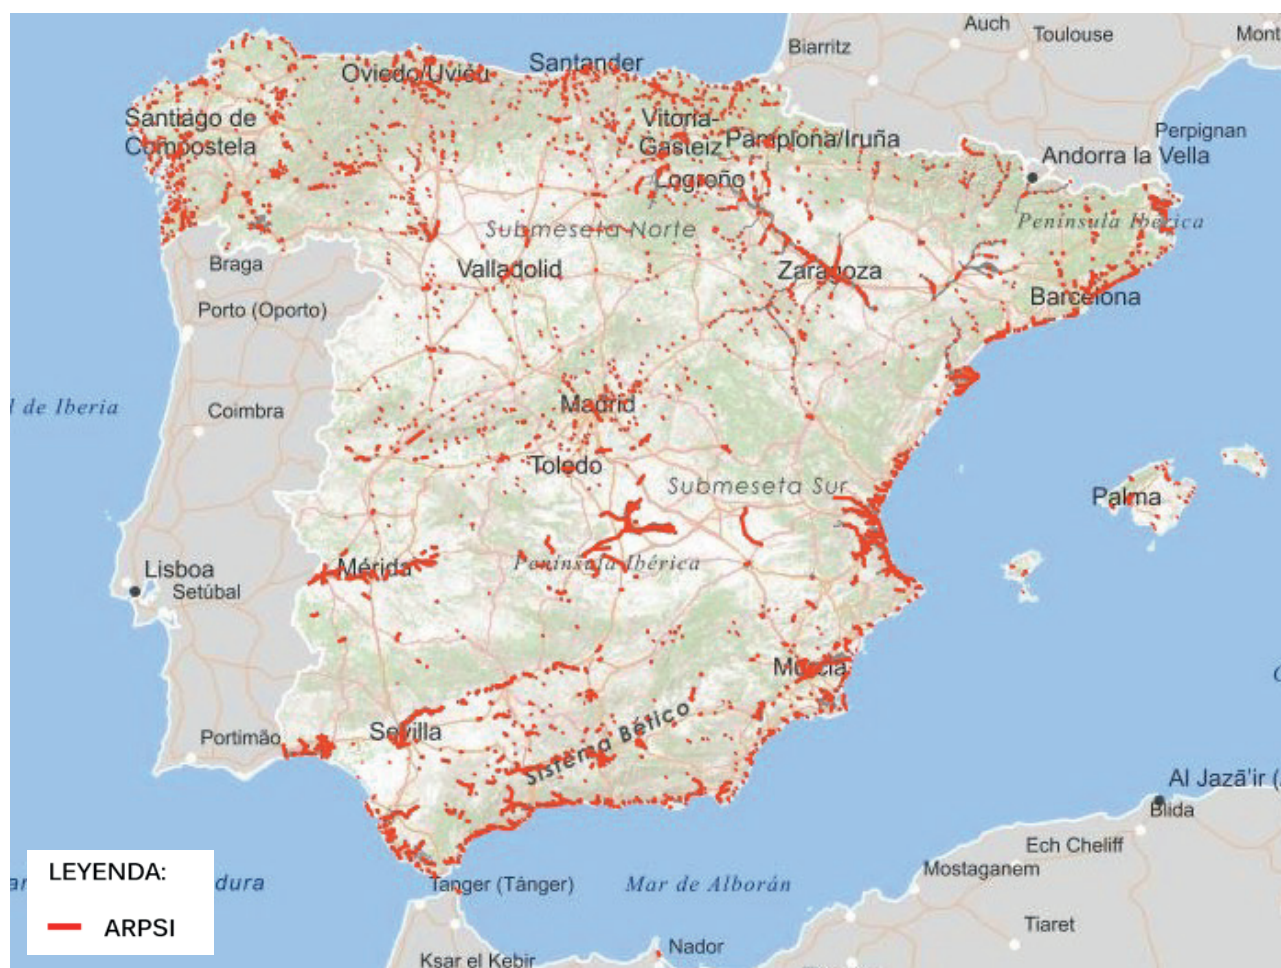 Auch
Toulouse
Mont
Biarritz
Santander
Oviedo/Uviéu
Santiago de
Compostela
Vitoria-
Gasteiz
Pamplona/Iruña
Perpignan
Andorra la Vella
Logroño
Península Ibérica
Submeseta Norte
Braga
Valladolid
Zaragoza
Barcelona
Porto (Oporto)
l de Iberia
Coimbra
Madrid
Toledo
Submeseta Sur
Palma
Lisboa
Setúbal
Mérida
Península Ibérica
Murcia
Portimão
Sevilla
Sistema Bético
Al Jazā'ir (
Blida
Ech Cheliff
LEYENDA:
ARPSI
dura
Tanger (Tánger)
Mar de Alborán
Mostaganem
Tiaret
Nador
Ksar el Kebir